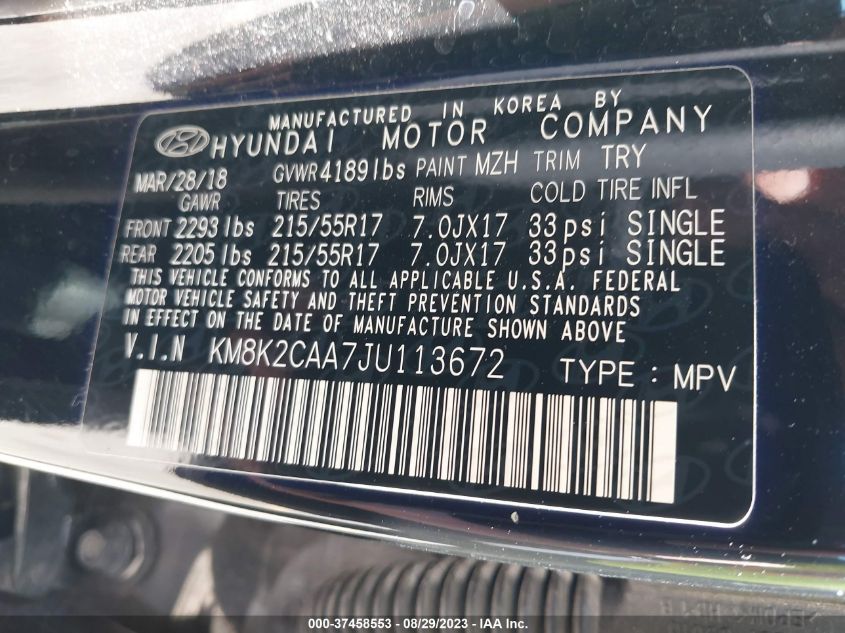 MANUFACTURED IN KOREA BY
HYUNDAI MOTOR COMPANY
MAR/28/18 GVWR 4189lbs PAINT MZH TRIM TRY
GAWR TIRES RIMS COLD TIRE INFL
FRONT 2293 lbs 215/55R17 7.0JX17 33psi SINGLE
REAR 2205 lbs 215/55R17 7.0JX17 33psi SINGLE
THIS VEHICLE CONFORMS TO ALL APPLICABLE U.S.A. FEDERAL
MOTOR VEHICLE SAFETY AND THEFT PREVENTION STANDARDS
IN EFFECT ON THE DATE OF MANUFACTURE SHOWN ABOVE
V.I.N KM8K2CAA7JU113672 TYPE : MPV
000-37458553 - 08/29/2023 - IAA Inc.